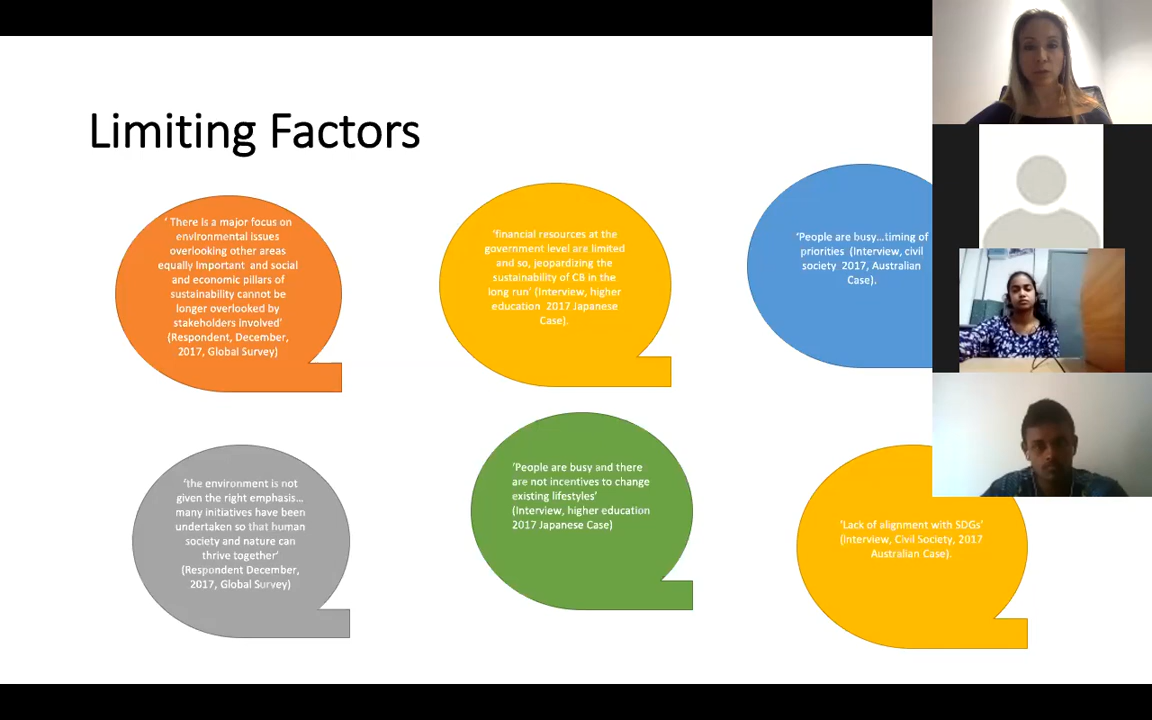 Limiting Factors
‘ There is a major focus on
environmental issues
overlooking other areas
equally important and social
and economic pillars of
sustainability cannot be
longer overlooked by
stakeholders involved’
(Respondent, December,
2017, Global Survey)
‘financial resources at the
government level are limited
and so, jeopardizing the
sustainability of CB in the
long run’ (Interview, higher
education 2017 Japanese
Case).
‘People are busy…timing of
priorities (Interview, civil
society 2017, Australian
Case).
‘the environment is not
given the right emphasis…
many initiatives have been
undertaken so that human
society and nature can
thrive together’
(Respondent December,
2017, Global Survey)
‘People are busy and there
are not incentives to change
existing lifestyles’
(Interview, higher education
2017 Japanese Case)
‘Lack of alignment with SDGs’
(Interview, Civil Society, 2017
Australian Case).